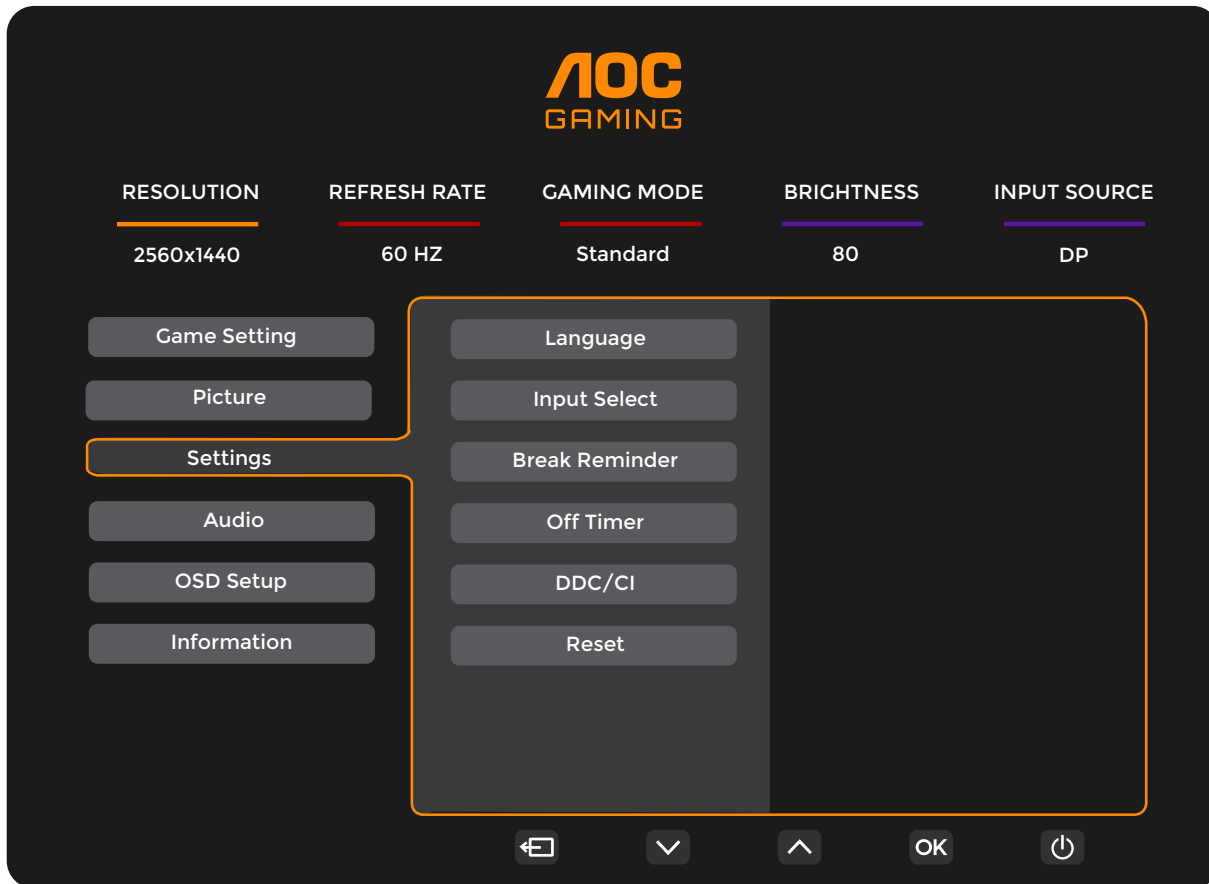 AOC
GAMING
RESOLUTION REFRESH RATE GAMING MODE BRIGHTNESS INPUT SOURCE
2560x1440 60 HZ Standard 80 DP
Game Setting
Picture
Settings
Audio
OSD Setup
Information
Language
Input Select
Break Reminder
Off Timer
DDC/CI
Reset
OK